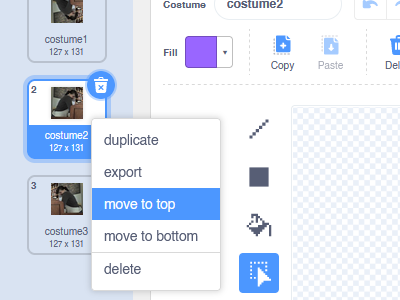 Costume
costume2
costume1
127 x 131
Fill
Copy
Paste
2
costume2
127 x 131
duplicate
export
move to top
move to bottom
delete
3
costume3
127 x 131